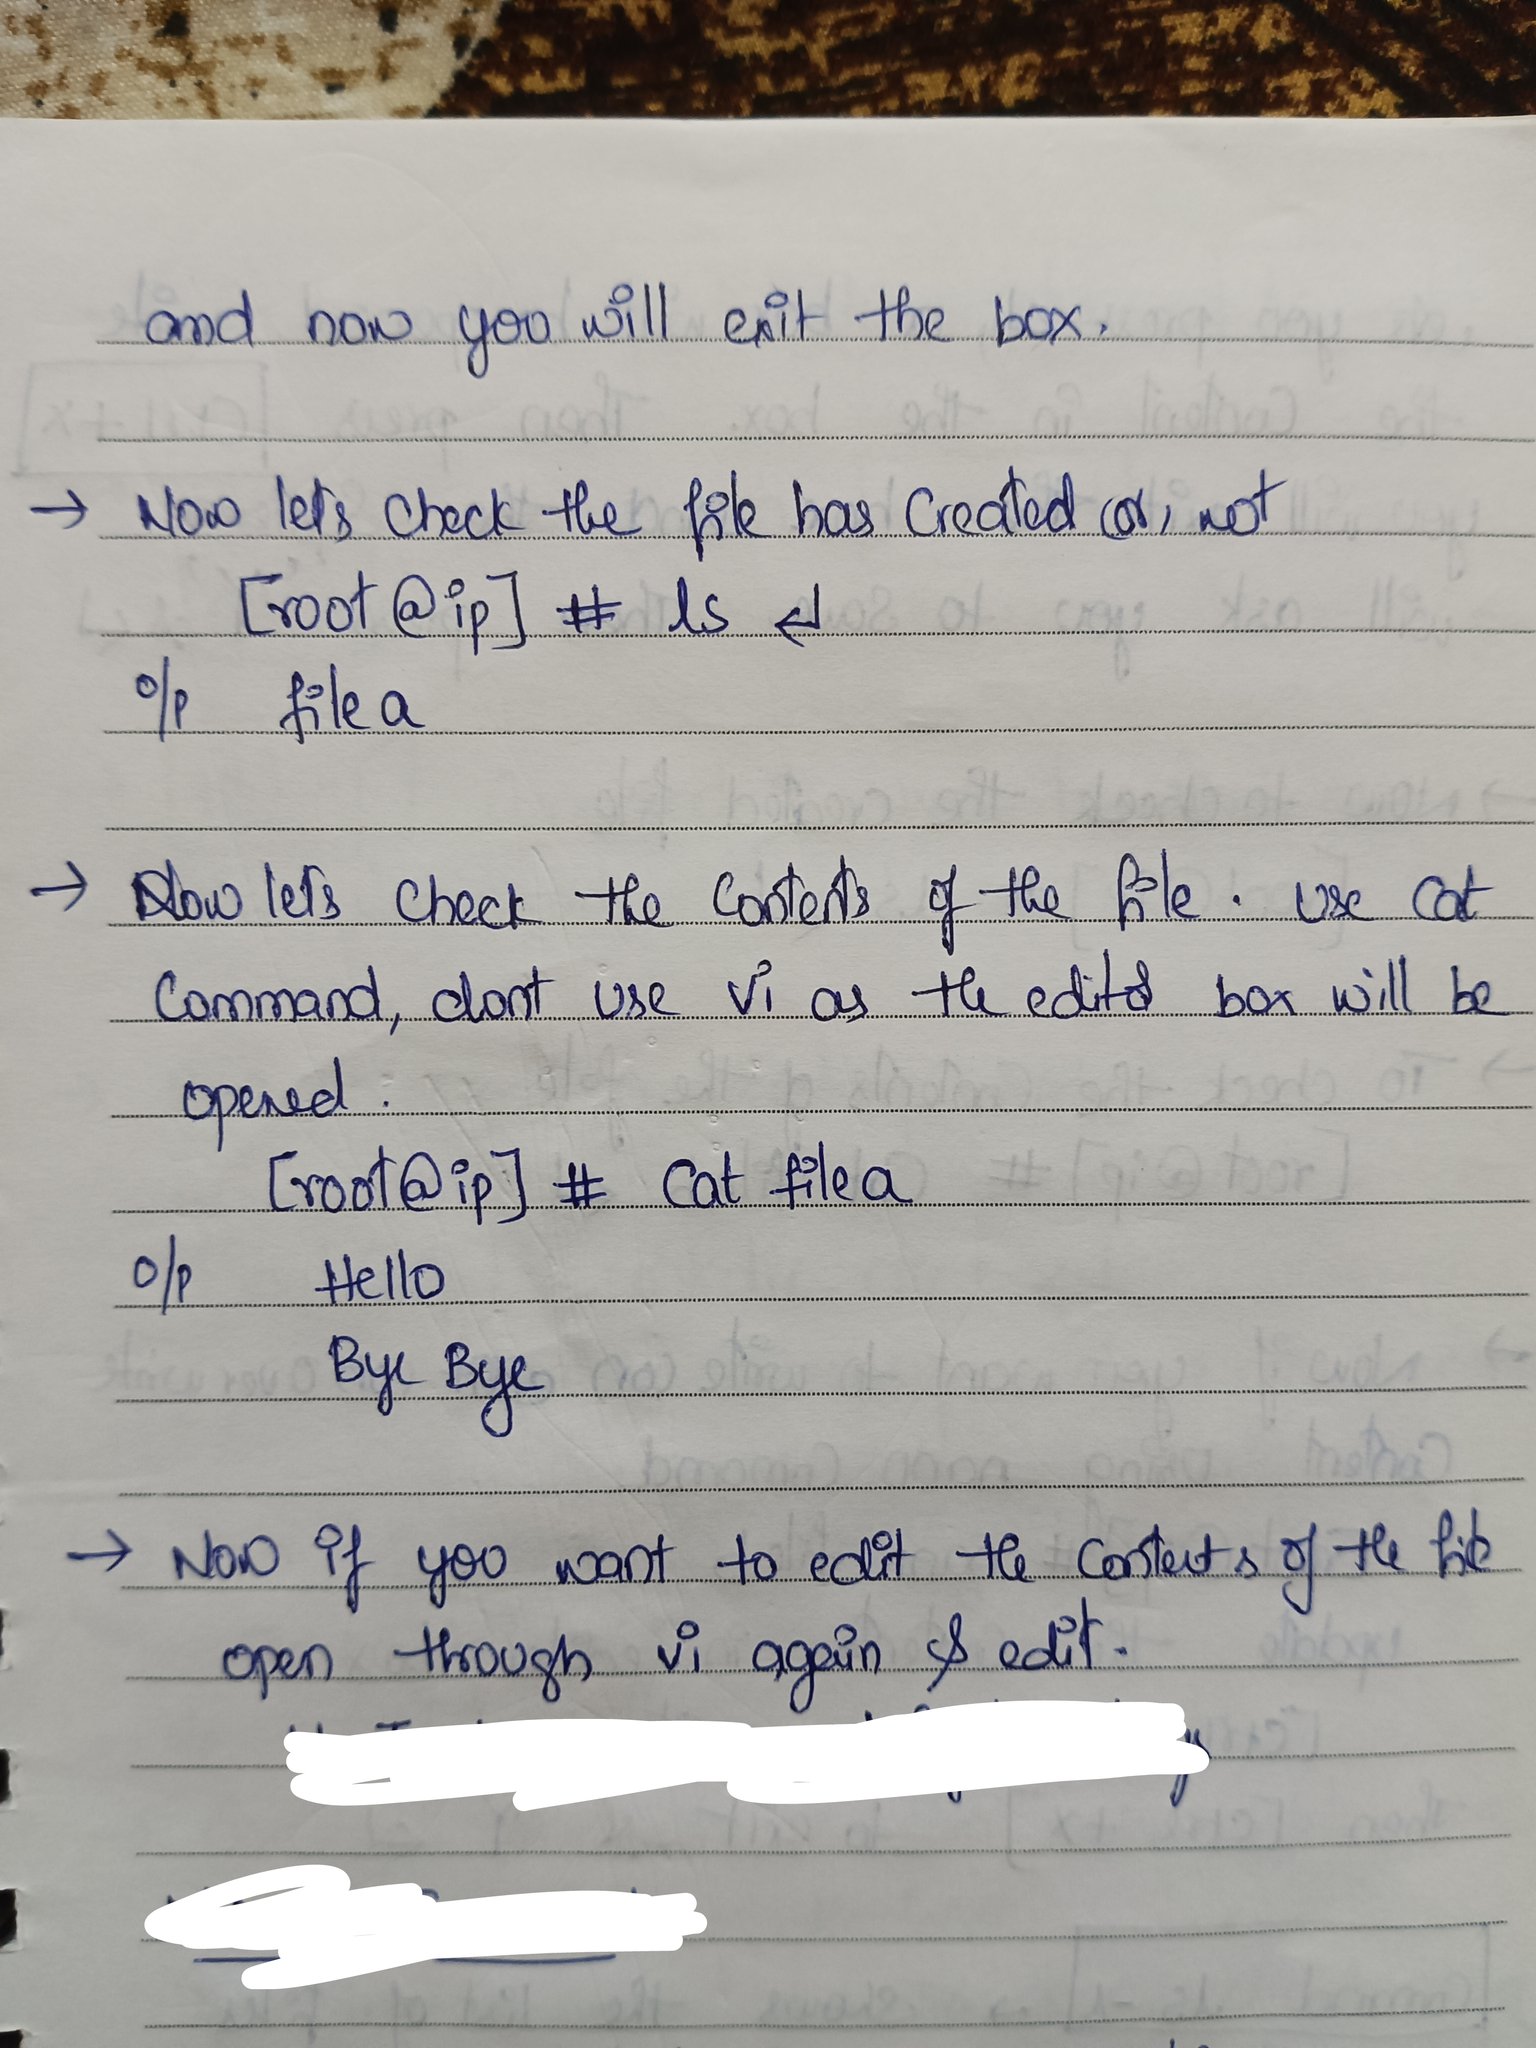 and now you will exit the box.
→ Now let's check the file has created (or) not
[root@ip] # ls ↵
o/p file a
→ Now let's check the contents of the file. Use cat
Command, dont use vi as the editor box will be
opened.
[root@ip] # Cat file a
o/p Hello
Bye Bye
→ Now if you want to edit the contents of the file
open through vi again & edit.